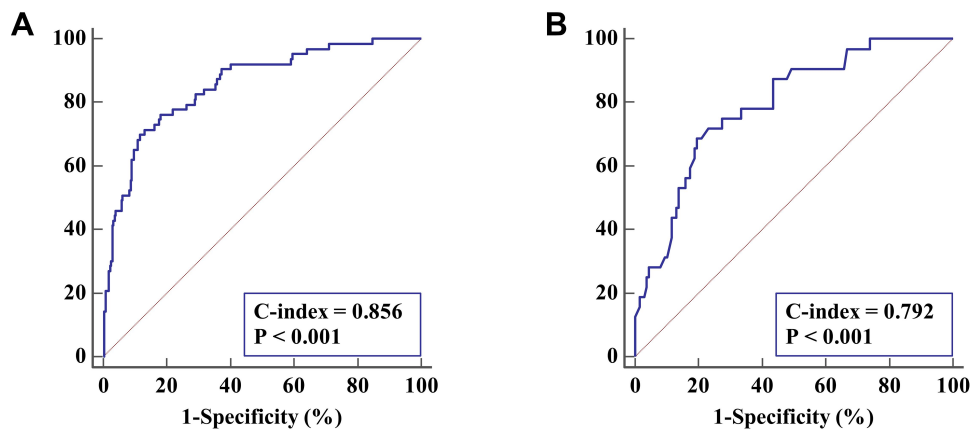 A
100
80
60
40
20
0
C-index = 0.856
P < 0.001
0 20 40 60 80 100
1-Specificity (%)
B
100
80
60
40
20
0
C-index = 0.792
P < 0.001
0 20 40 60 80 100
1-Specificity (%)